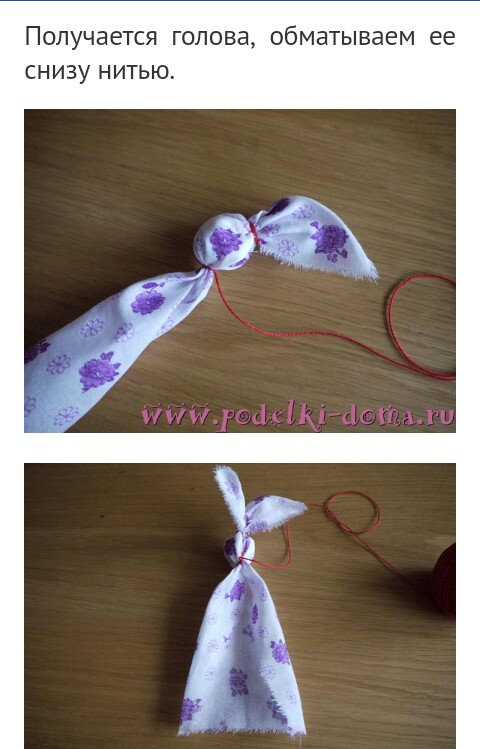 Получается голова, обматываем ее
снизу нитью.
www.podelki-doma.ru